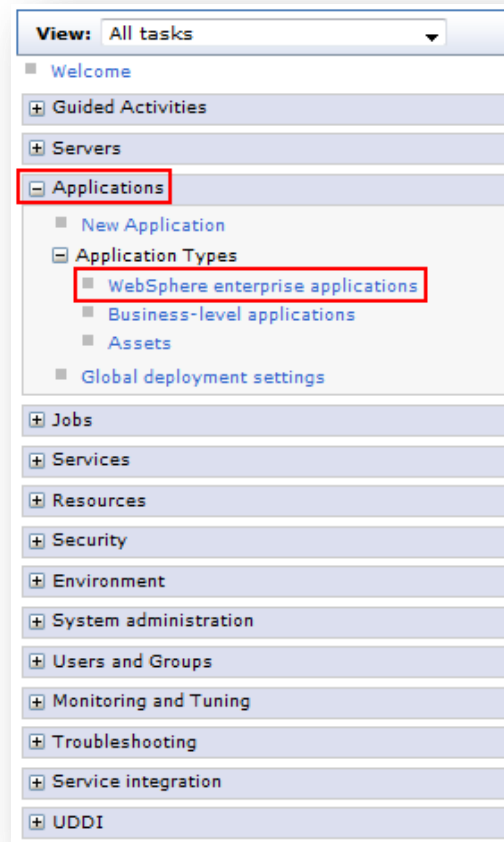 View: All tasks
Welcome
Guided Activities
Servers
Applications
New Application
Application Types
WebSphere enterprise applications
Business-level applications
Assets
Global deployment settings
Jobs
Services
Resources
Security
Environment
System administration
Users and Groups
Monitoring and Tuning
Troubleshooting
Service integration
UDDI